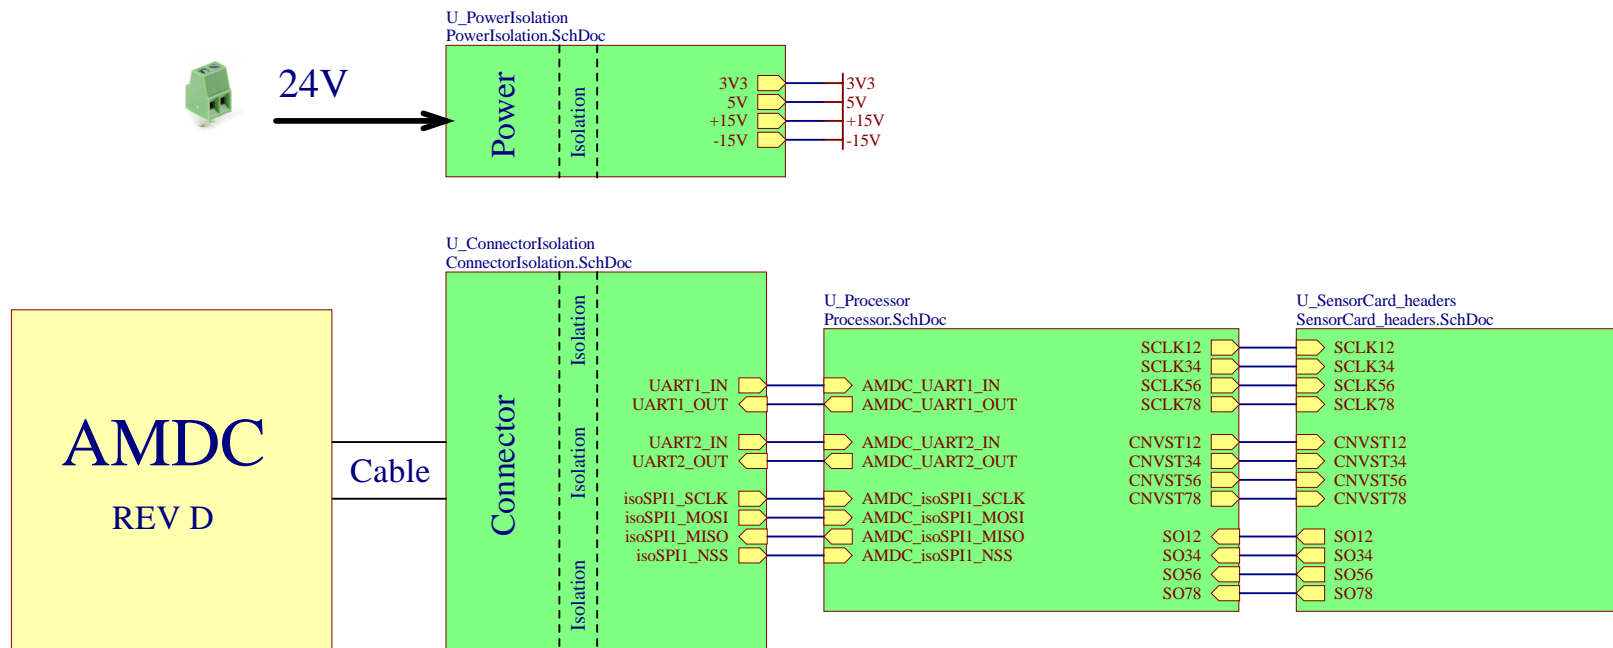 U_PowerIsolation
PowerIsolation.SchDoc
24V
Power
Isolation
3V3
3V3
5V
5V
+15V
+15V
-15V
-15V
U_ConnectorIsolation
ConnectorIsolation.SchDoc
AMDC
REV D
Cable
Connector
Isolation
Isolation
Isolation
UART1_IN
UART1_OUT
UART2_IN
UART2_OUT
isoSPI1_SCLK
isoSPI1_MOSI
isoSPI1_MISO
isoSPI1_NSS
U_Processor
Processor.SchDoc
AMDC_UART1_IN
AMDC_UART1_OUT
AMDC_UART2_IN
AMDC_UART2_OUT
AMDC_isoSPI1_SCLK
AMDC_isoSPI1_MOSI
AMDC_isoSPI1_MISO
AMDC_isoSPI1_NSS
SCLK12
SCLK34
SCLK56
SCLK78
CNVST12
CNVST34
CNVST56
CNVST78
SO12
SO34
SO56
SO78
U_SensorCard_headers
SensorCard_headers.SchDoc
SCLK12
SCLK34
SCLK56
SCLK78
CNVST12
CNVST34
CNVST56
CNVST78
SO12
SO34
SO56
SO78